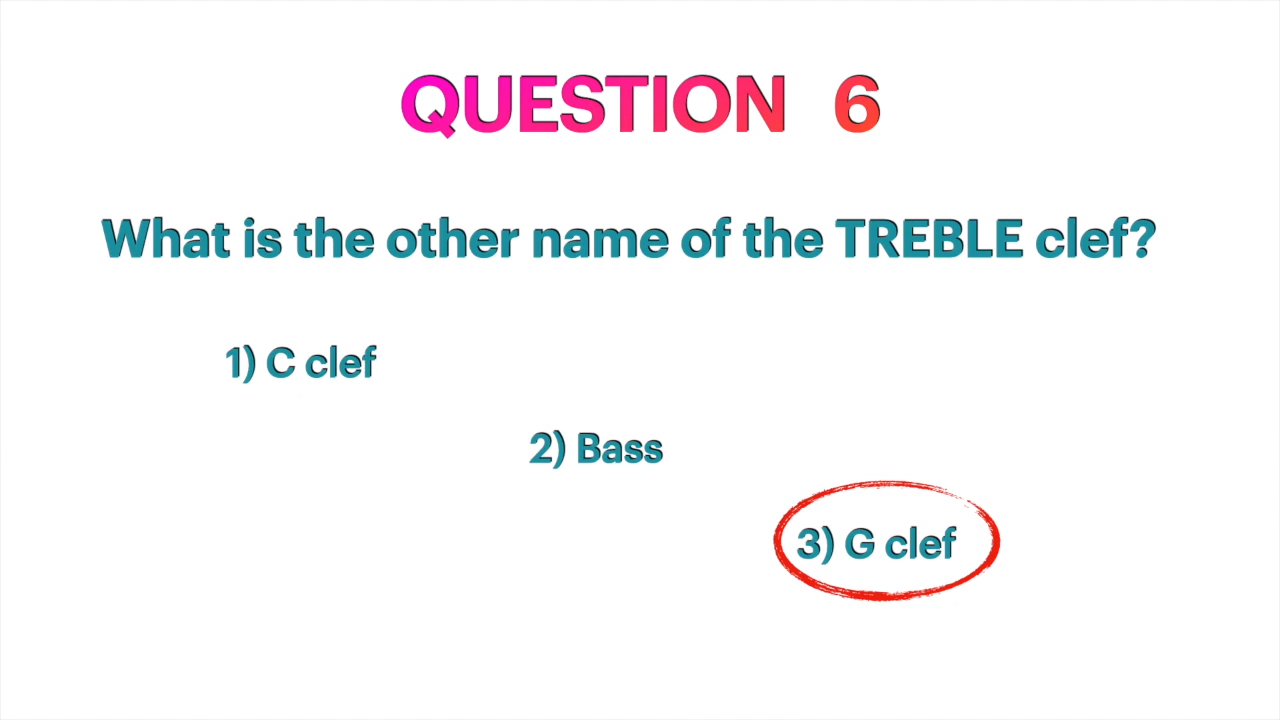 QUESTION 6
What is the other name of the TREBLE clef?
1) C clef
2) Bass
3) G clef